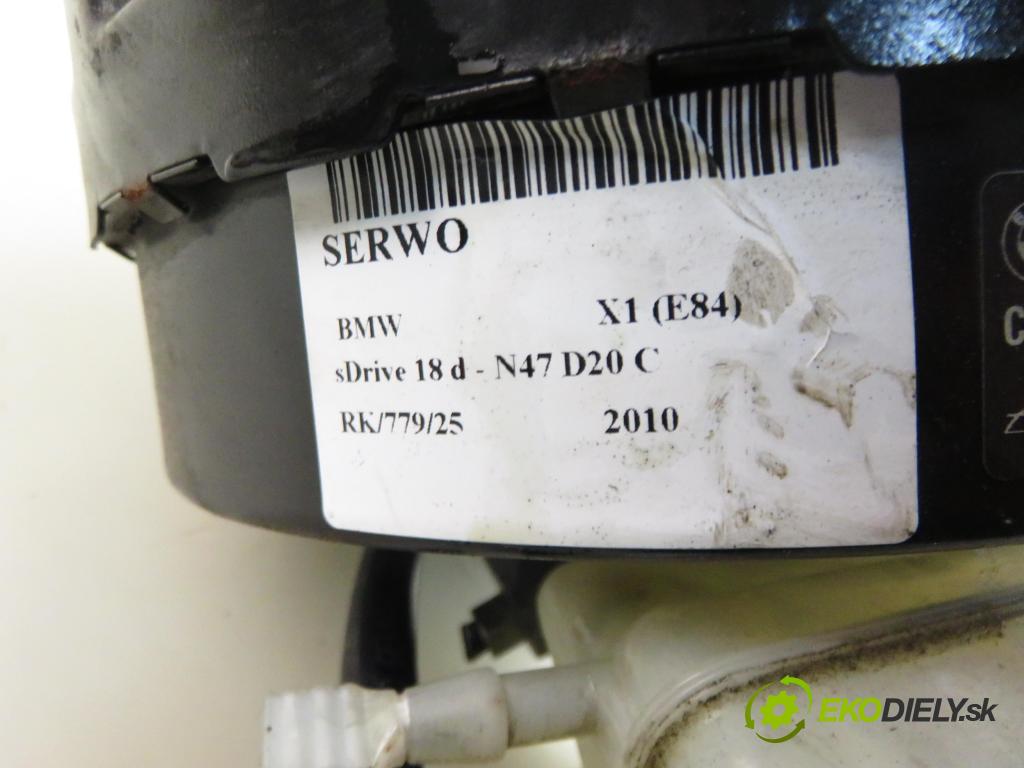 SERWO
BMW X1 (E84)
sDrive 18 d - N47 D20 C
RK/779/25 2010
C
EKODIELY.sk